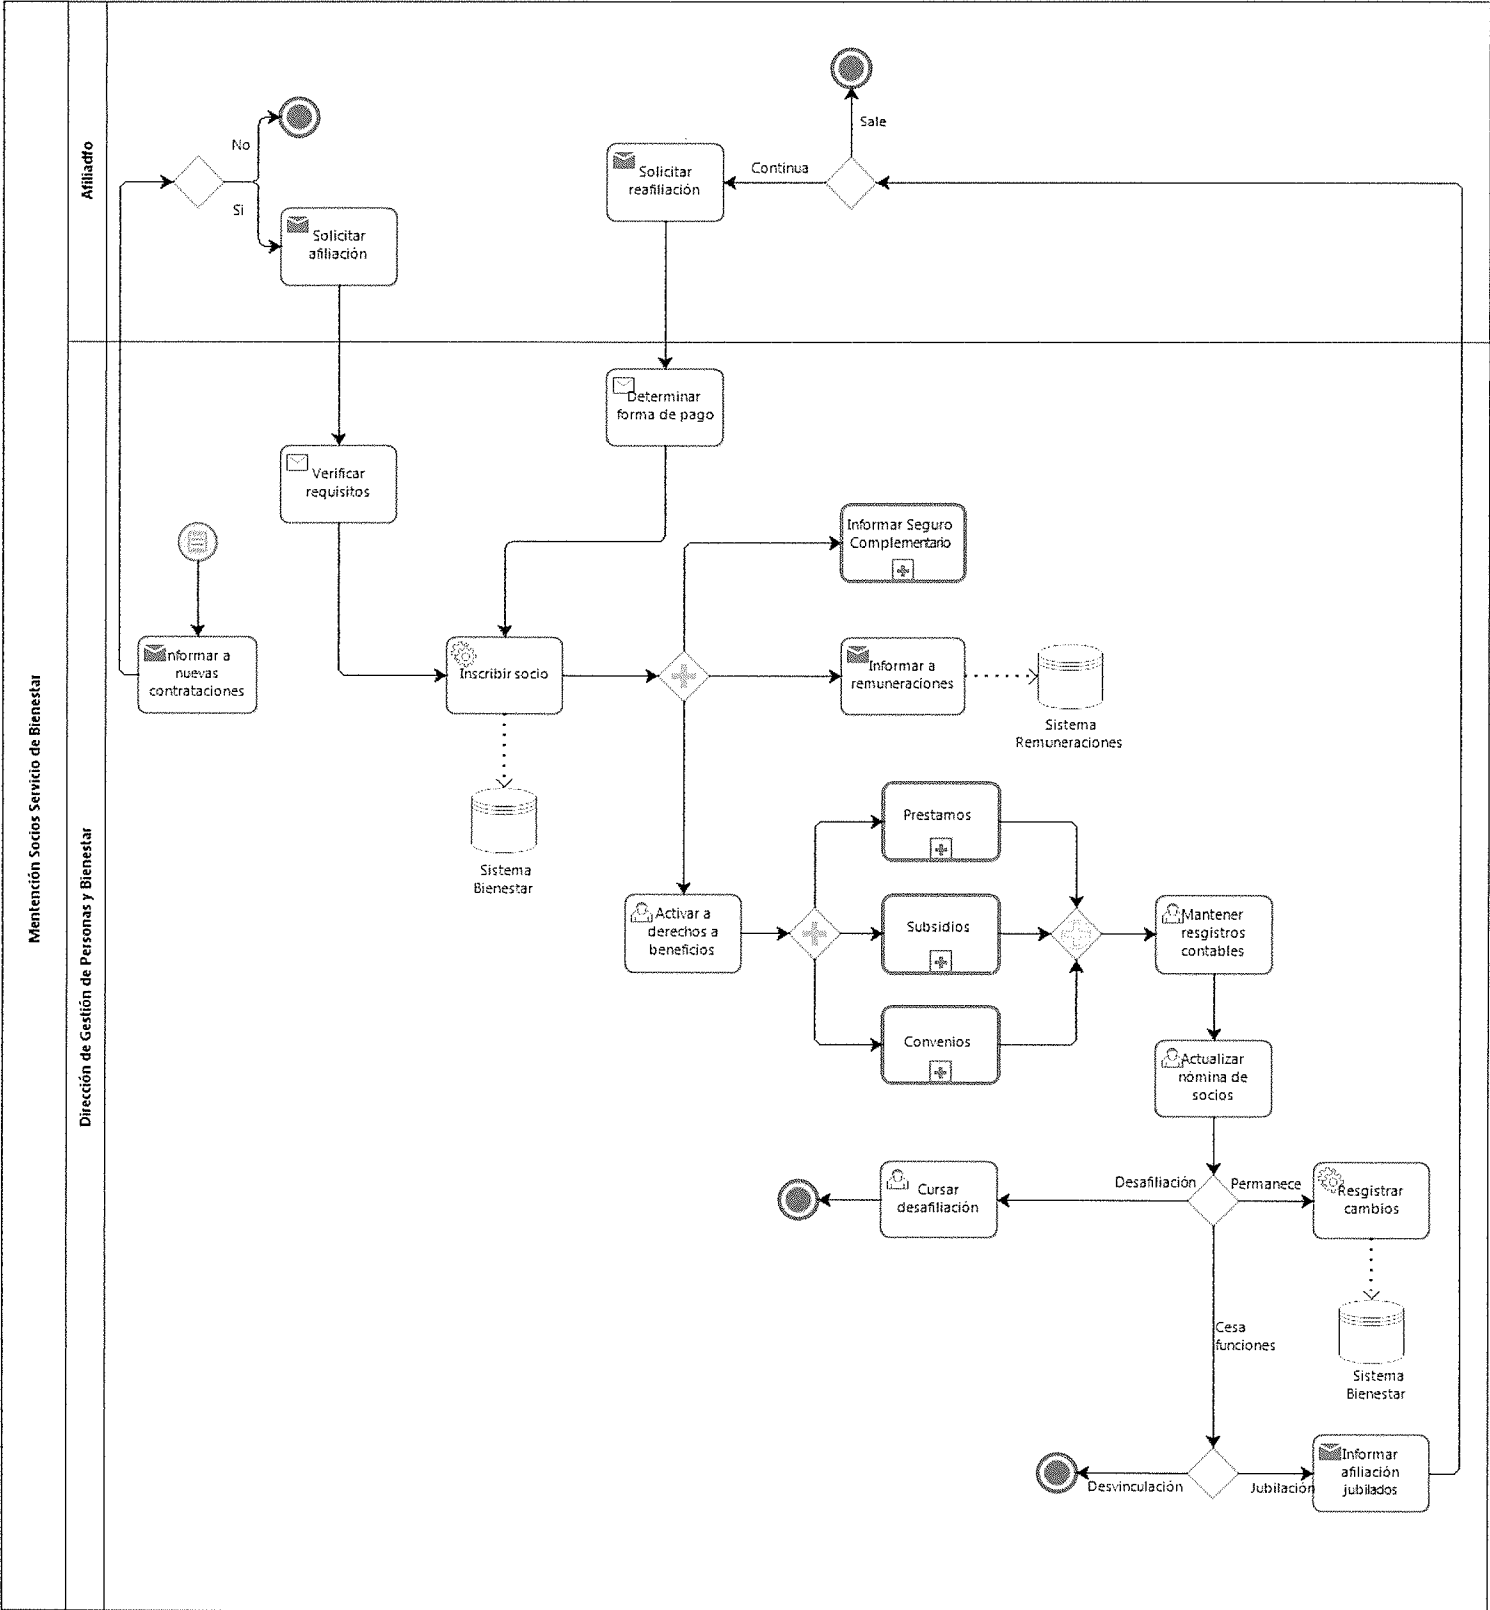 Mentención Socios Servicio de Bienestar
Afiliadfo
Dirección de Gestión de Personas y Bienestar
No
Si
Solicitar
afiliación
Sale
Continua
Solicitar
reafiliación
Determinar
forma de pago
Verificar
requisitos
nformar a
nuevas
contrataciones
Inscribir socio
Sistema
Bienestar
Informar Seguro
Complementario
Informar a
remuneraciones
Sistema
Remuneraciones
Activar a
derechos a
beneficios
Prestamos
Subsidios
Convenios
Mantener
resgistros
contables
Actualizar
nómina de
socios
Desafiliación
Permanece
Cursar
desafiliación
Resgistrar
cambios
Sistema
Bienestar
Cesa
funciones
Desvinculación
Jubilación
Informar
afiliación
jubilados